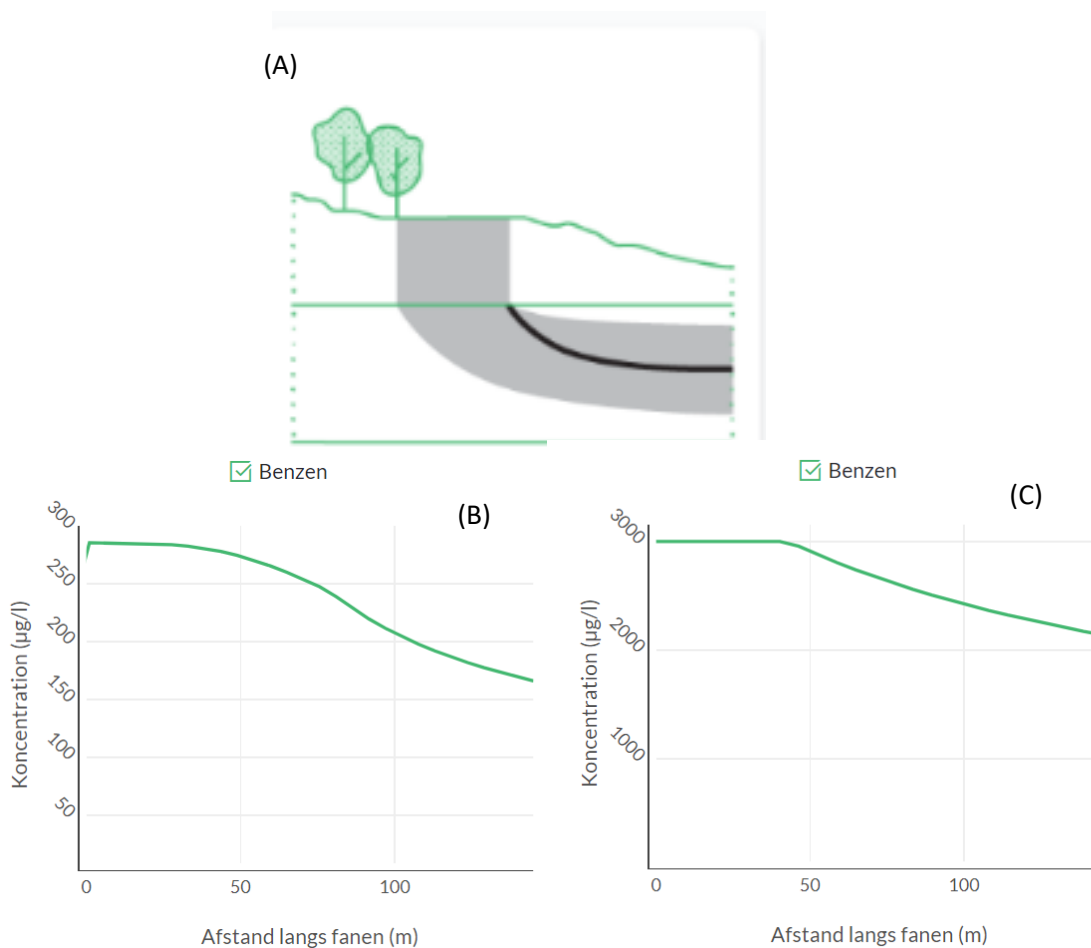 (A)
Benzen
(B)
300
250
200
150
100
50
Koncentration (µg/l)
0
50
100
Afstand langs fanen (m)
Benzen
(C)
3000
2000
1000
Koncentration (µg/l)
0
50
100
Afstand langs fanen (m)